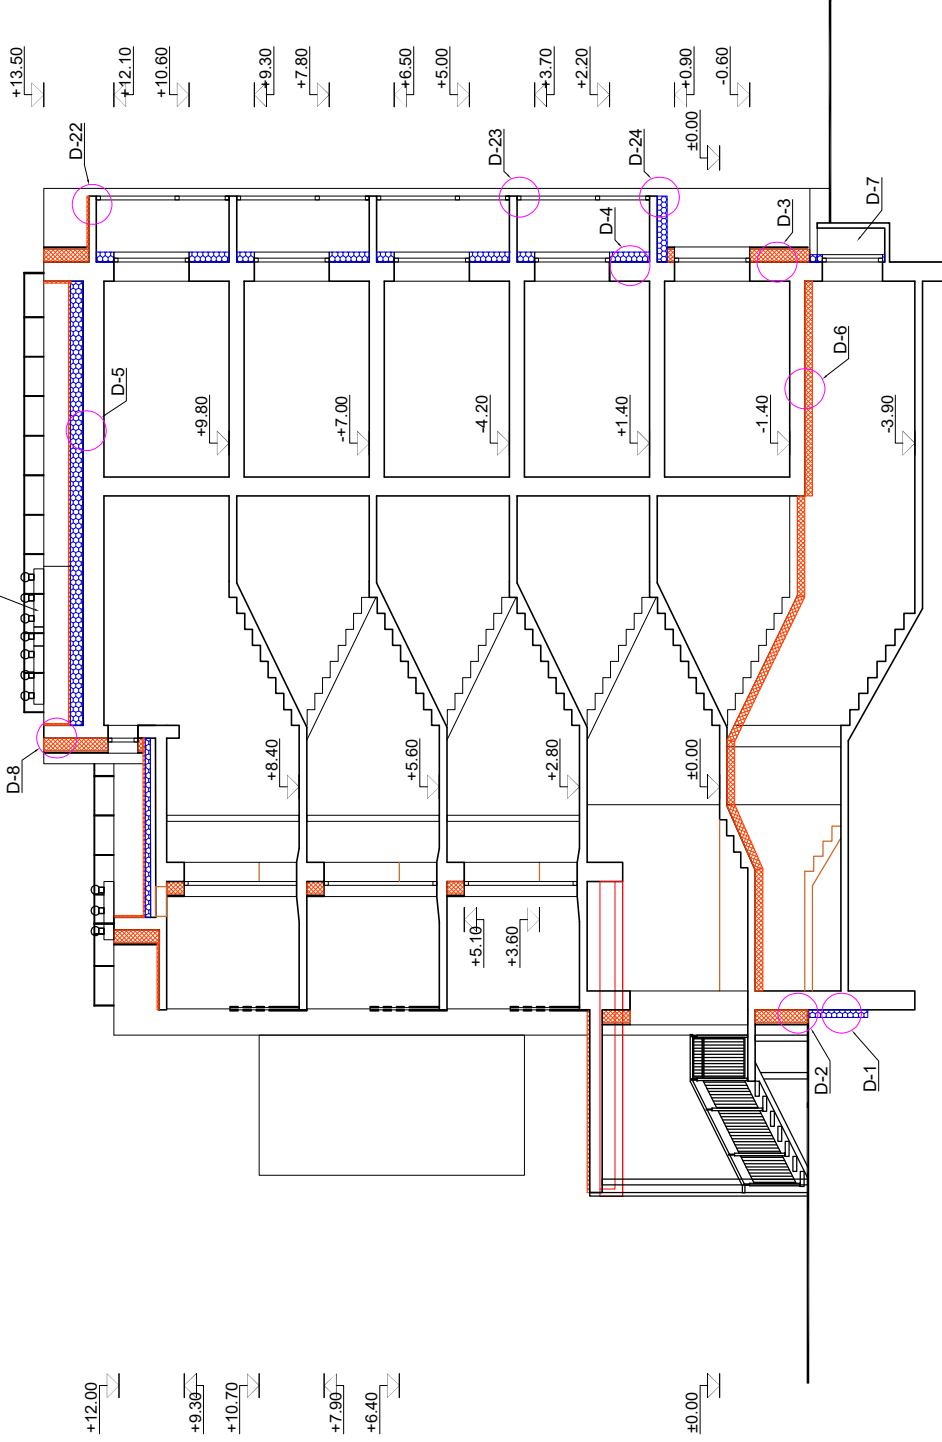 +13.50
+12.10
+10.60
+9.30
+7.80
+6.50
+5.00
+3.70
+2.20
+0.90
-0.60
±0.00
D-22
D-23
D-24
D-4
D-3
D-7
D-5
D-6
+9.80
-+7.00
-4.20
+1.40
-1.40
-3.90
D-8
+8.40
+5.60
+2.80
±0.00
+5.10
+3.60
D-2
D-1
+12.00
+9.30
+10.70
+7.90
+6.40
±0.00